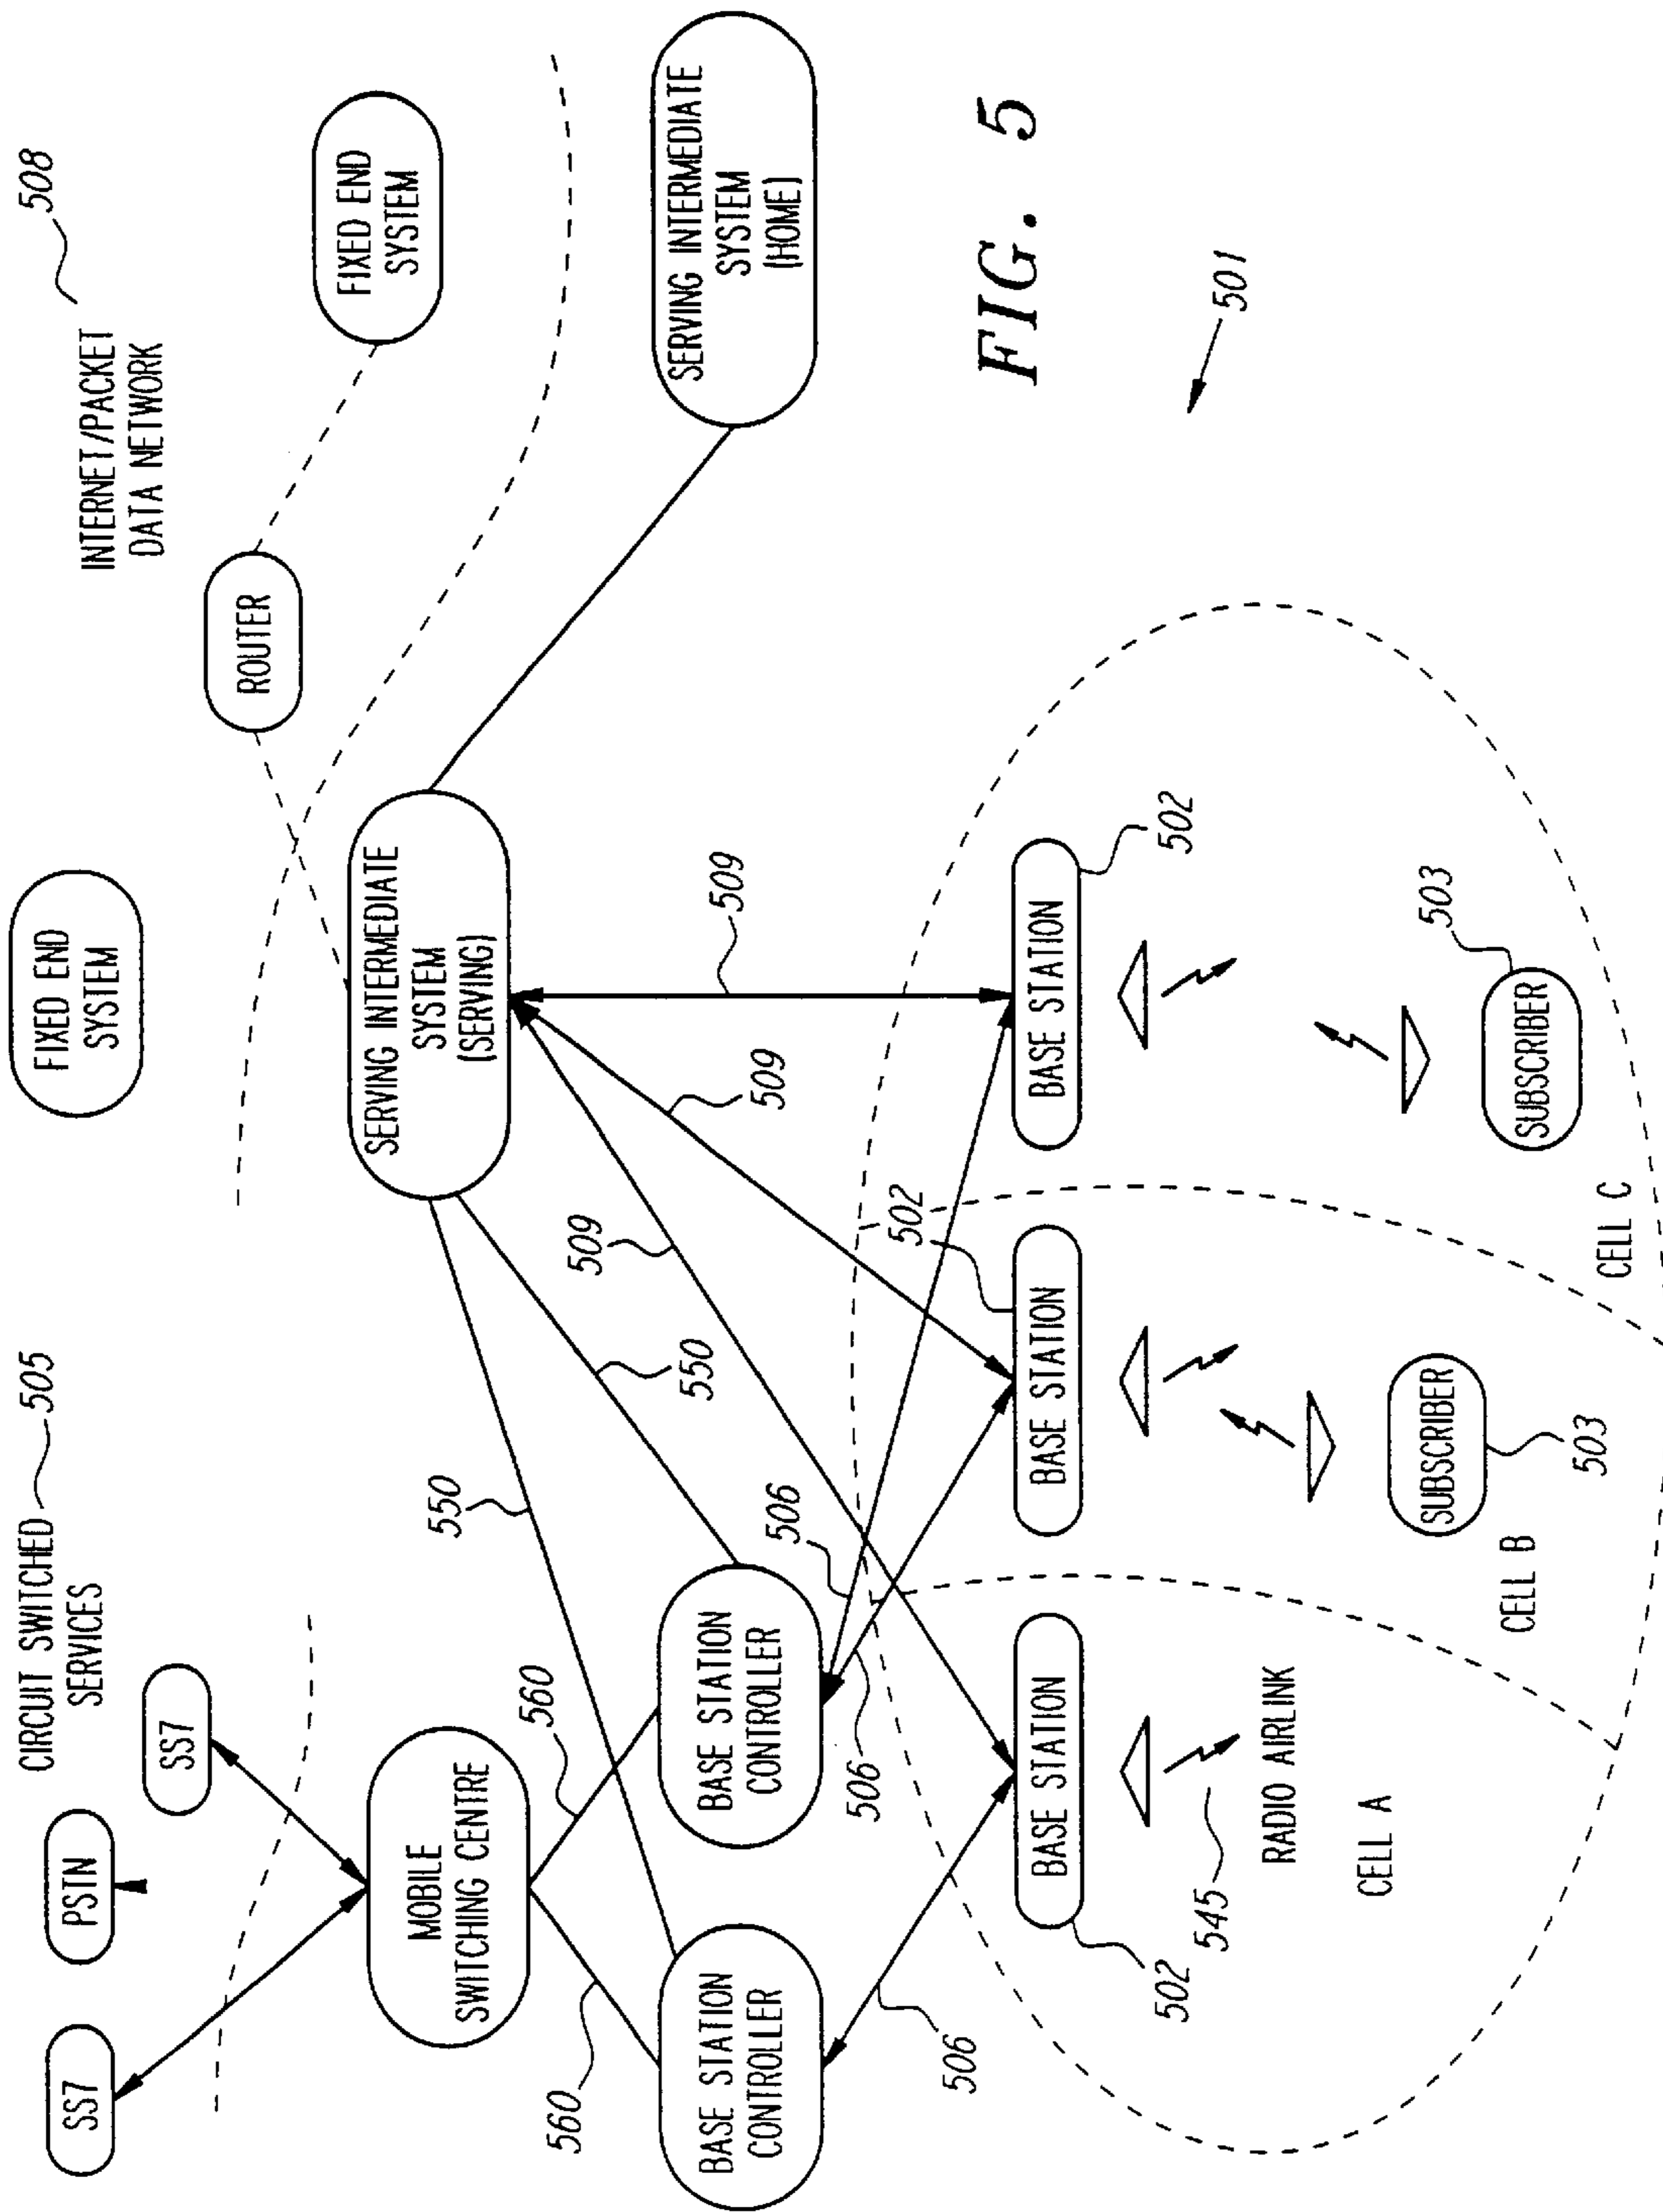 CIRCUIT SWITCHED
SERVICES
505
INTERNET/PACKET
DATA NETWORK
508
SS7
PSTN
SS7
FIXED END
SYSTEM
ROUTER
FIXED END
SYSTEM
MOBILE
SWITCHING CENTRE
SERVING INTERMEDIATE
SYSTEM
(SERVING)
SERVING INTERMEDIATE
SYSTEM
(HOME)
560
560
550
550
509
509
509
BASE STATION
CONTROLLER
BASE STATION
CONTROLLER
506
506
506
506
502
BASE STATION
BASE STATION
BASE STATION
502
502
545
RADIO AIRLINK
CELL A
SUBSCRIBER
503
CELL B
SUBSCRIBER
503
CELL C
FIG. 5
501